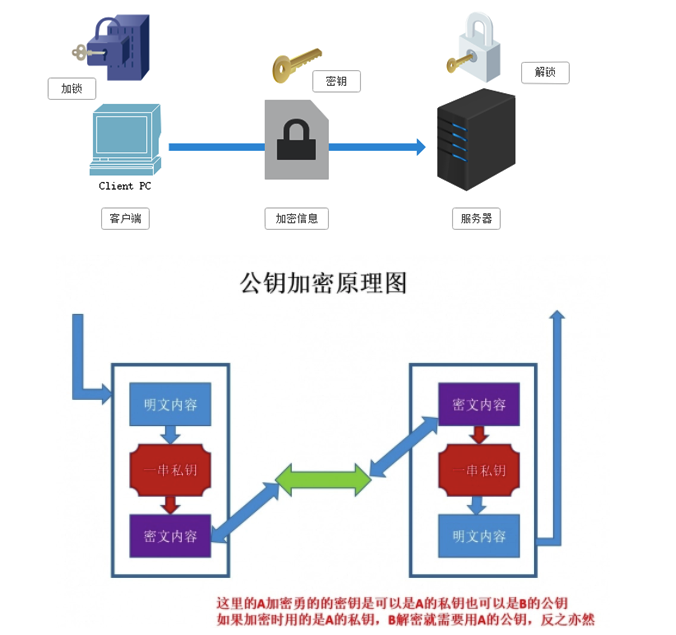 加锁
密钥
解锁
Client PC
客户端
加密信息
服务器
公钥加密原理图
明文内容
一串私钥
密文内容
密文内容
一串私钥
明文内容
这里的A加密勇的的密钥是可以是A的私钥也可以是B的公钥
如果加密时用的是A的私钥，B解密就需要用A的公钥，反之亦然